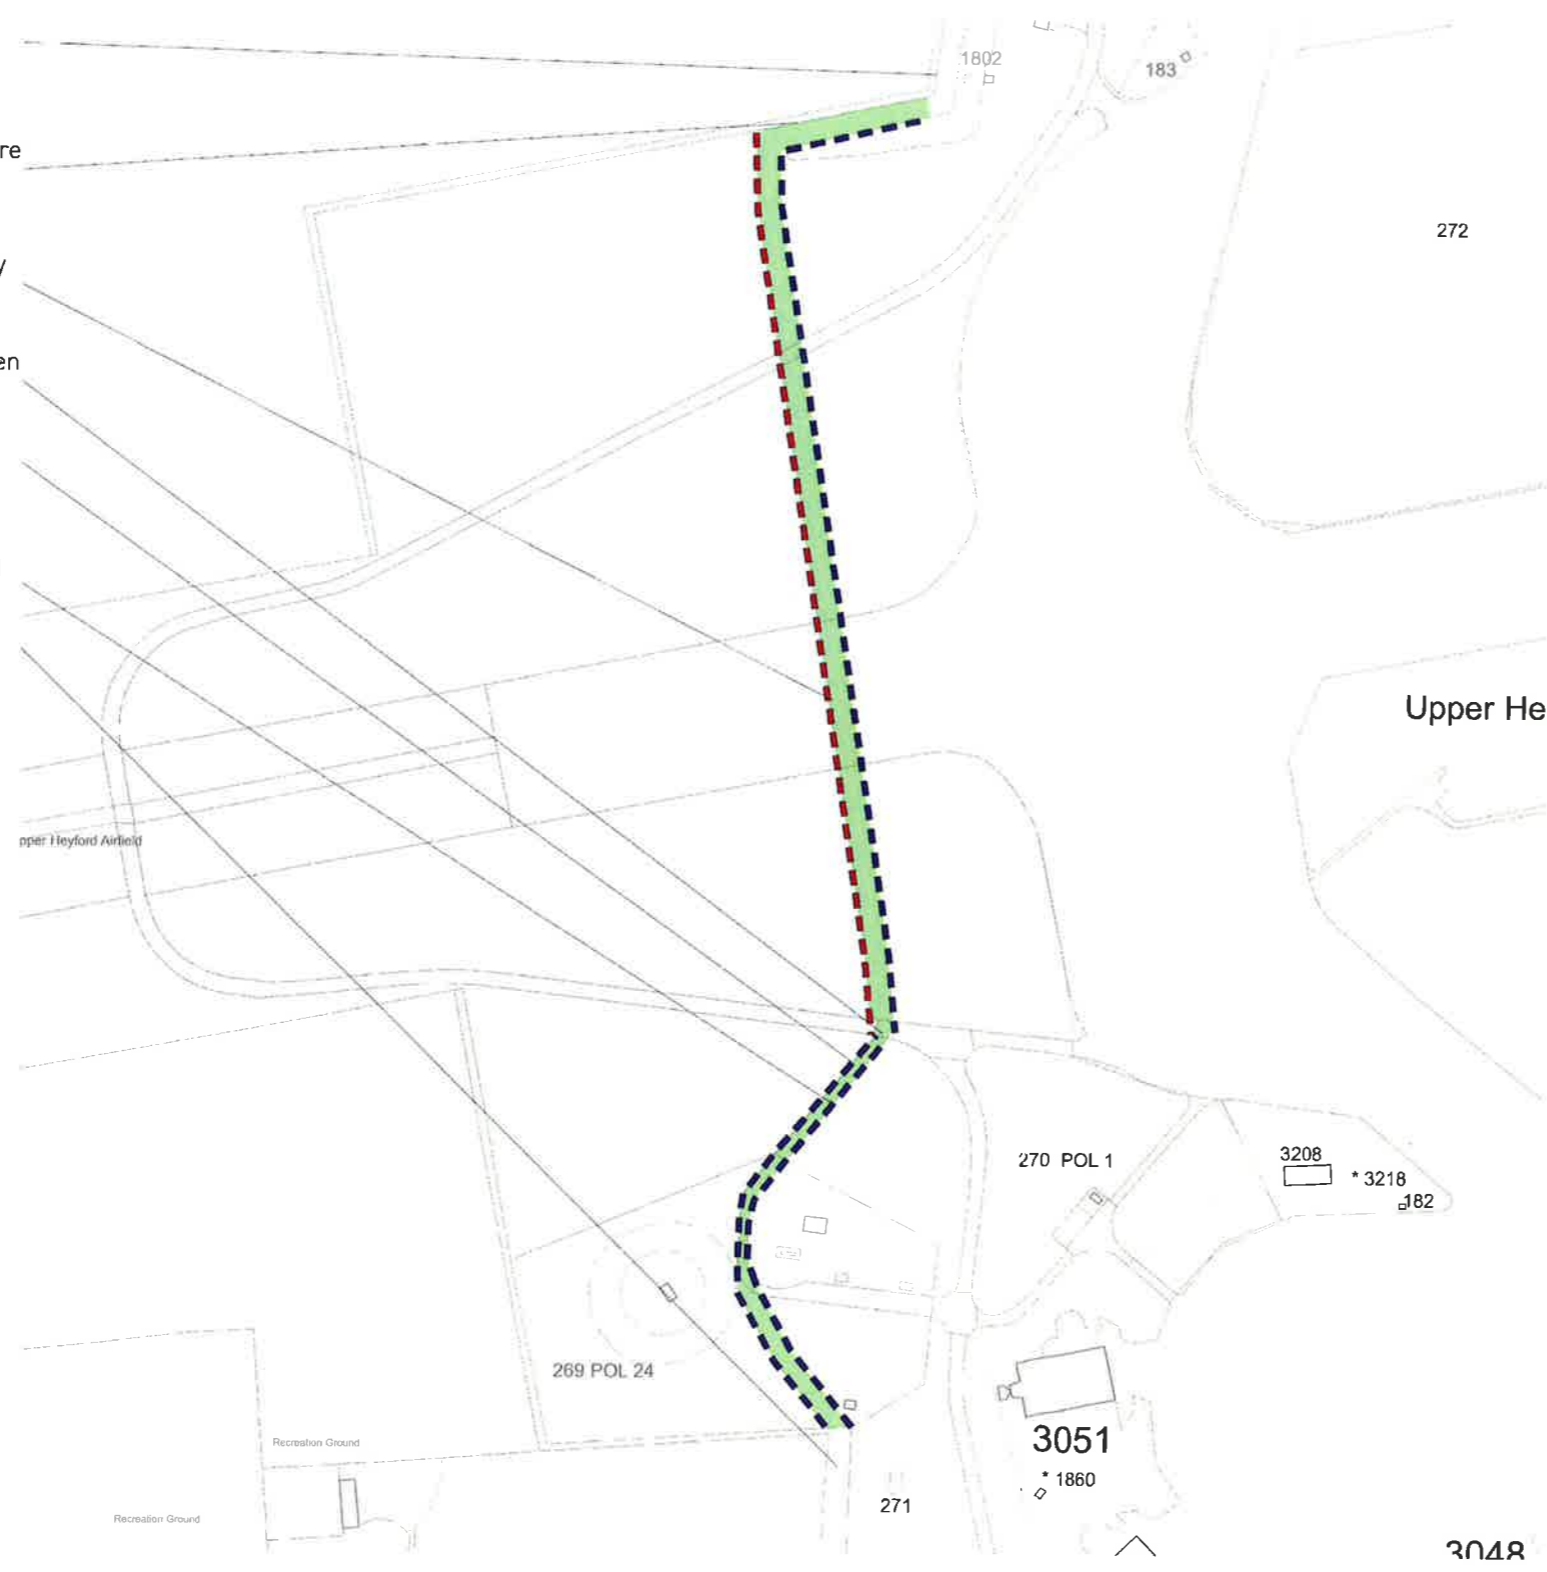 1802
183
re
y
272
en
Upper He
pper Heyford Airfield
270 POL 1
3208
* 3218
182
269 POL 24
3051
Recreation Ground
* 1860
271
Recreation Ground
3048